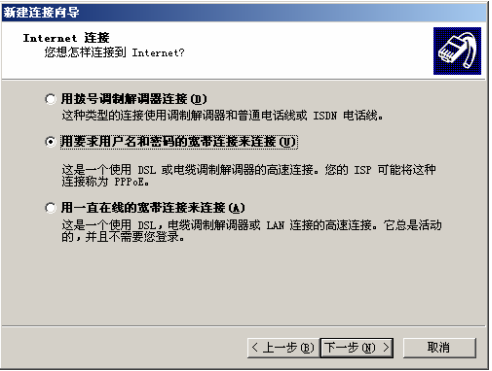 新建连接向导
Internet 连接
您想怎样连接到 Internet?
用拨号调制解调器连接(D)
这种类型的连接使用调制解调器和普通电话线或 ISDN 电话线。
用要求用户名和密码的宽带连接来连接(U)
这是一个使用 DSL 或电缆调制解调器的高速连接。您的 ISP 可能将这种
连接称为 PPPoE。
用一直在线的宽带连接来连接(A)
这是一个使用 DSL,电缆调制解调器或 LAN 连接的高速连接。它总是活动
的,并且不需要您登录。
< 上一步(B) 下一步(N) > 取消